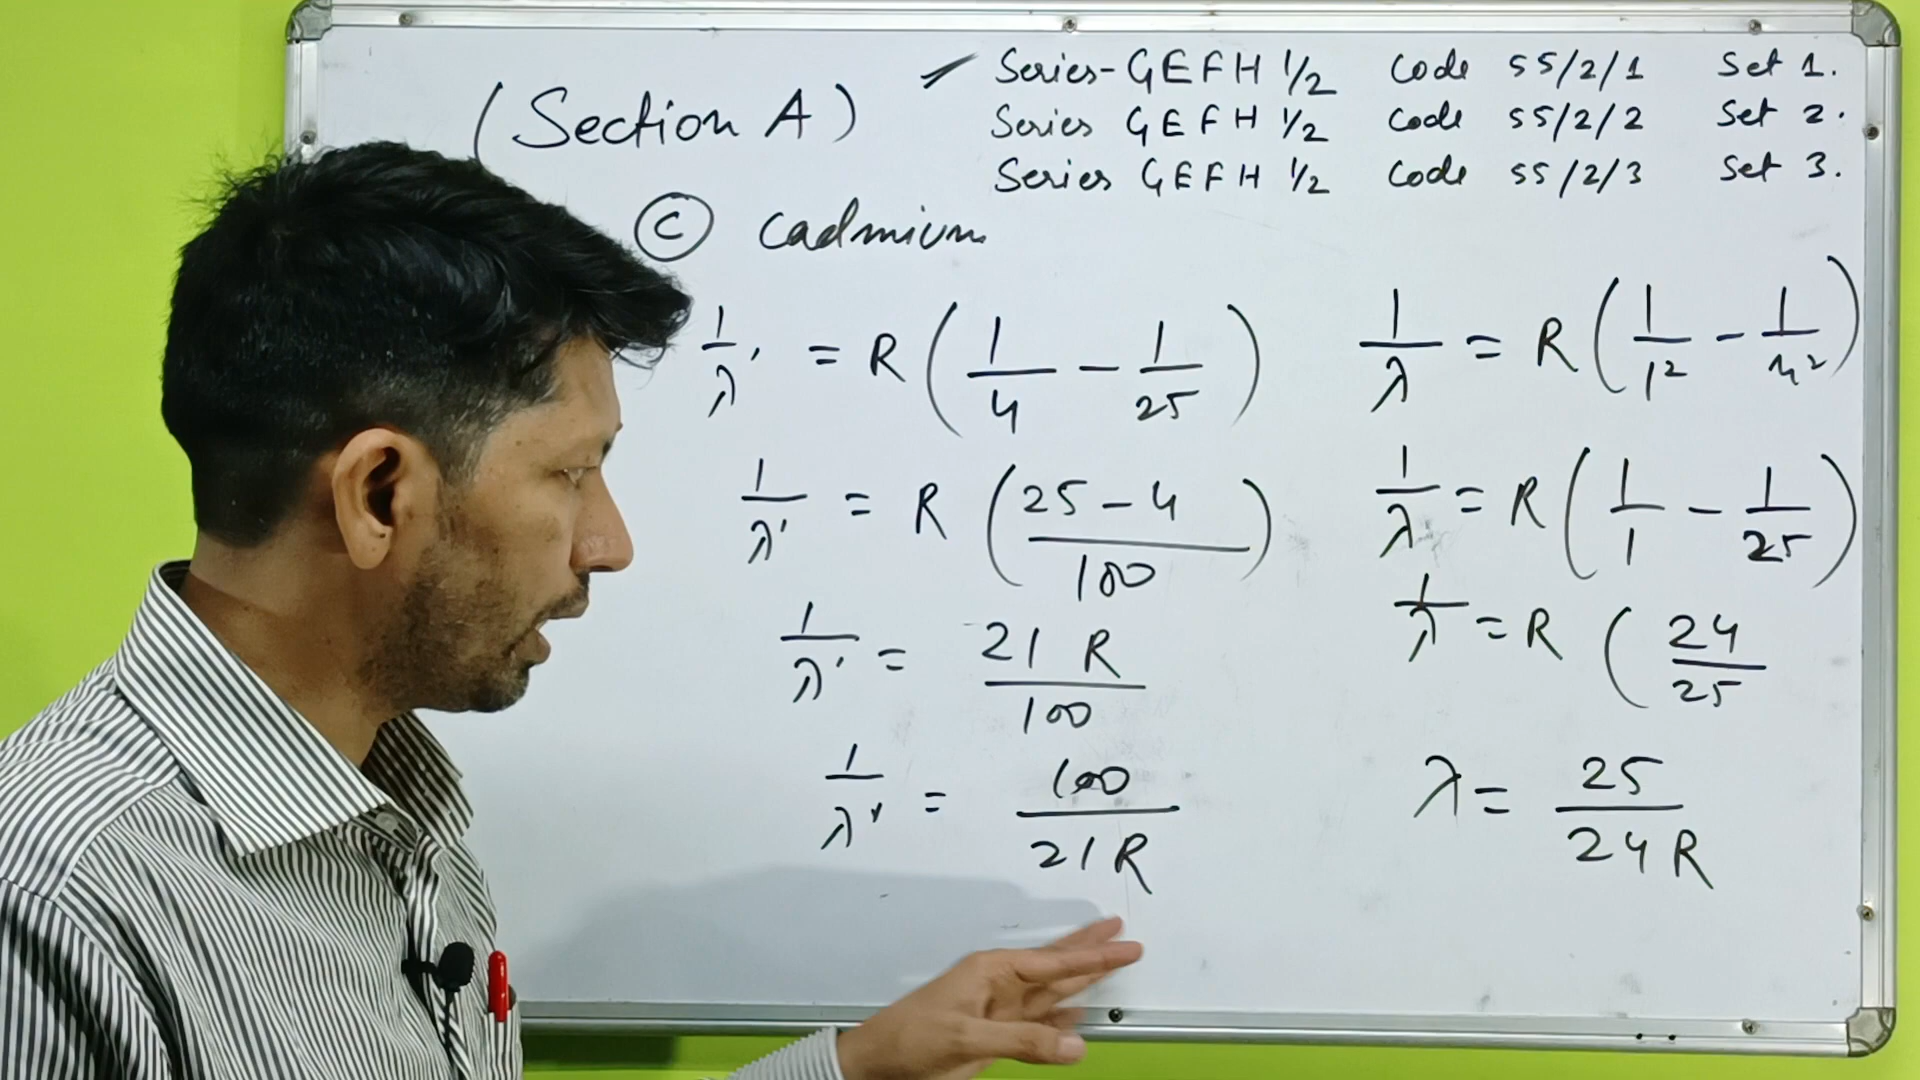 (Section A)
Series-GEFH 1/2 Code 55/2/1 Set 1.
Series GEFH 1/2 Code 55/2/2 Set 2.
Series GEFH 1/2 Code 55/2/3 Set 3.
(C) Cadmium
1/λ' = R(1/4 - 1/25)
1/λ' = R(25-4/100)
1/λ' = 21 R/100
1/λ' = 100/21R
1/λ = R(1/1² - 1/n²)
1/λ = R(1/1 - 1/25)
1/λ = R(24/25
λ = 25/24R